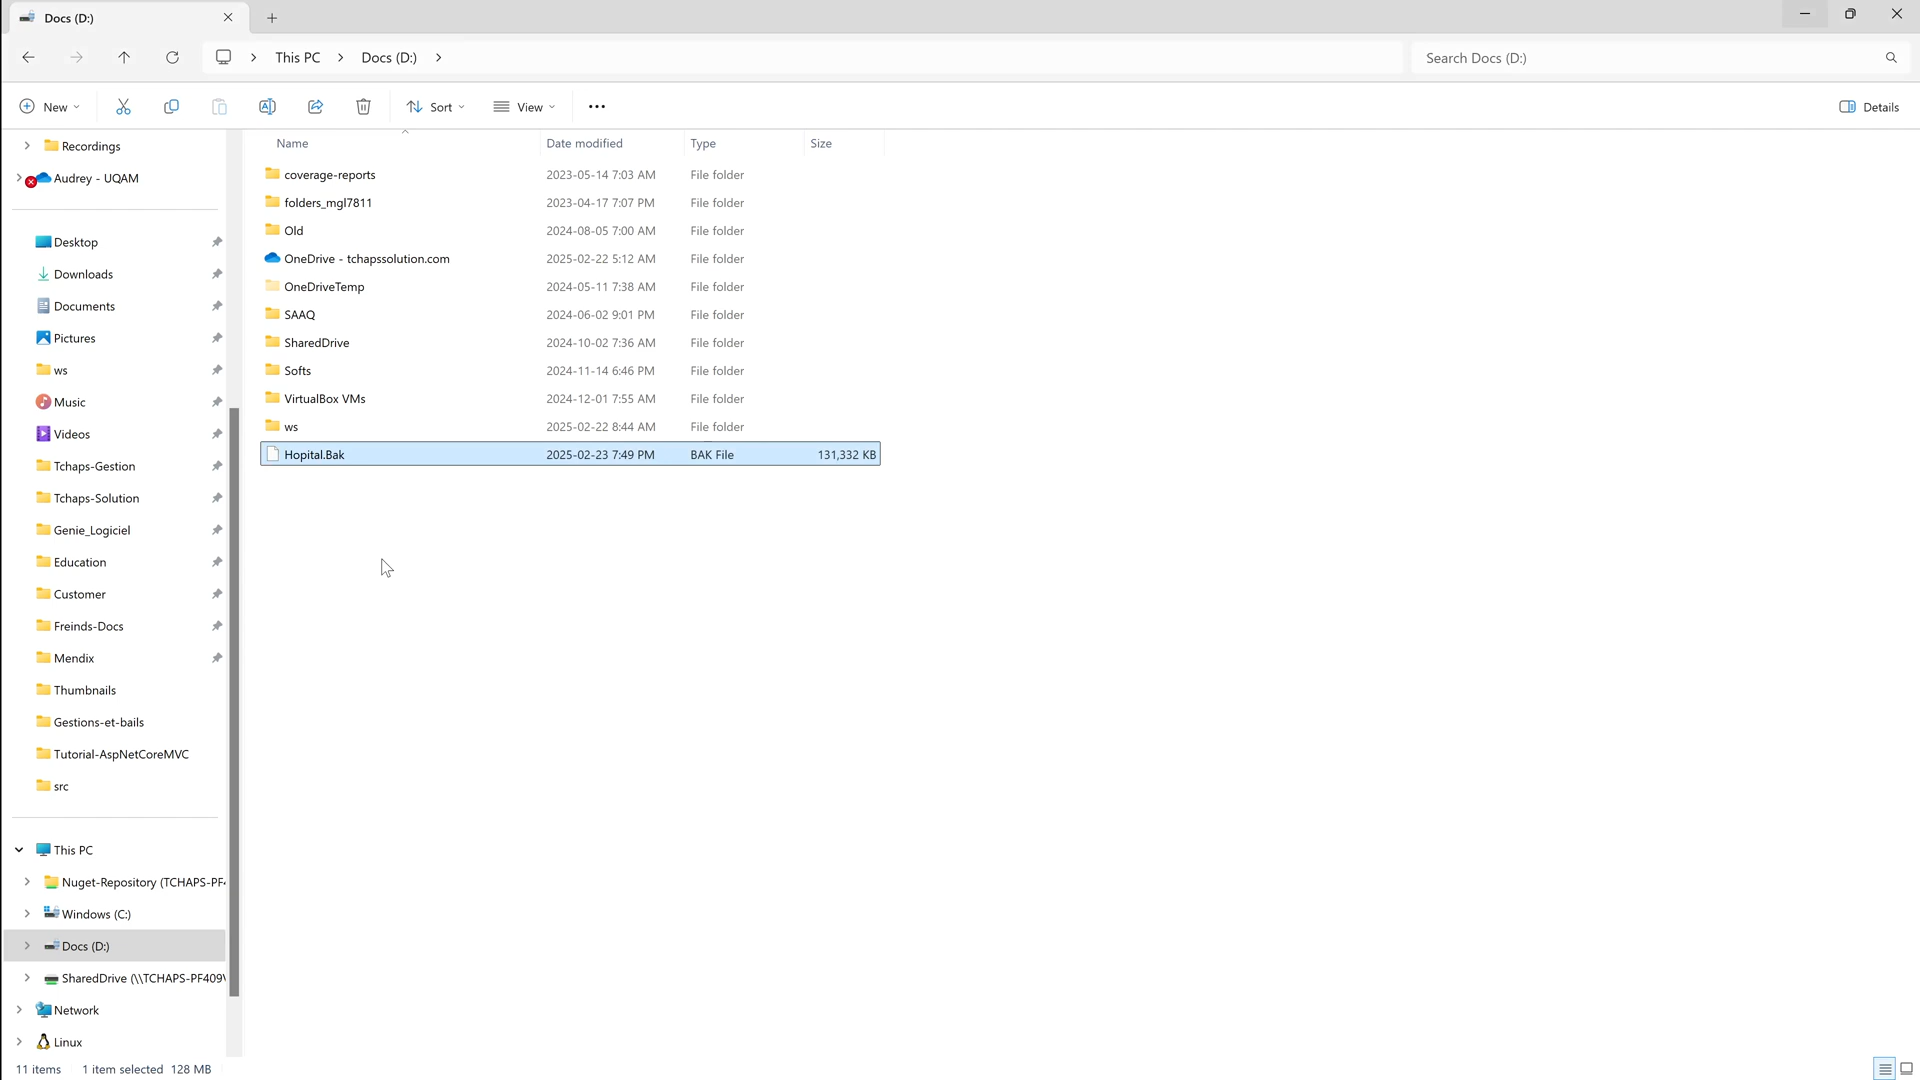 Docs (D:)
This PC Docs (D:)
Search Docs (D:)
New
Sort
View
Details
Recordings
Audrey - UQAM
Desktop
Downloads
Documents
Pictures
ws
Music
Videos
Tchaps-Gestion
Tchaps-Solution
Genie_Logiciel
Education
Customer
Freinds-Docs
Mendix
Thumbnails
Gestions-et-bails
Tutorial-AspNetCoreMVC
src
This PC
Nuget-Repository (TCHAPS-PF4
Windows (C:)
Docs (D:)
SharedDrive (\\TCHAPS-PF409\
Network
Linux
Name Date modified Type Size
coverage-reports 2023-05-14 7:03 AM File folder
folders_mgl7811 2023-04-17 7:07 PM File folder
Old 2024-08-05 7:00 AM File folder
OneDrive - tchapssolution.com 2025-02-22 5:12 AM File folder
OneDriveTemp 2024-05-11 7:38 AM File folder
SAAQ 2024-06-02 9:01 PM File folder
SharedDrive 2024-10-02 7:36 AM File folder
Softs 2024-11-14 6:46 PM File folder
VirtualBox VMs 2024-12-01 7:55 AM File folder
ws 2025-02-22 8:44 AM File folder
Hopital.Bak 2025-02-23 7:49 PM BAK File 131,332 KB
11 items 1 item selected 128 MB